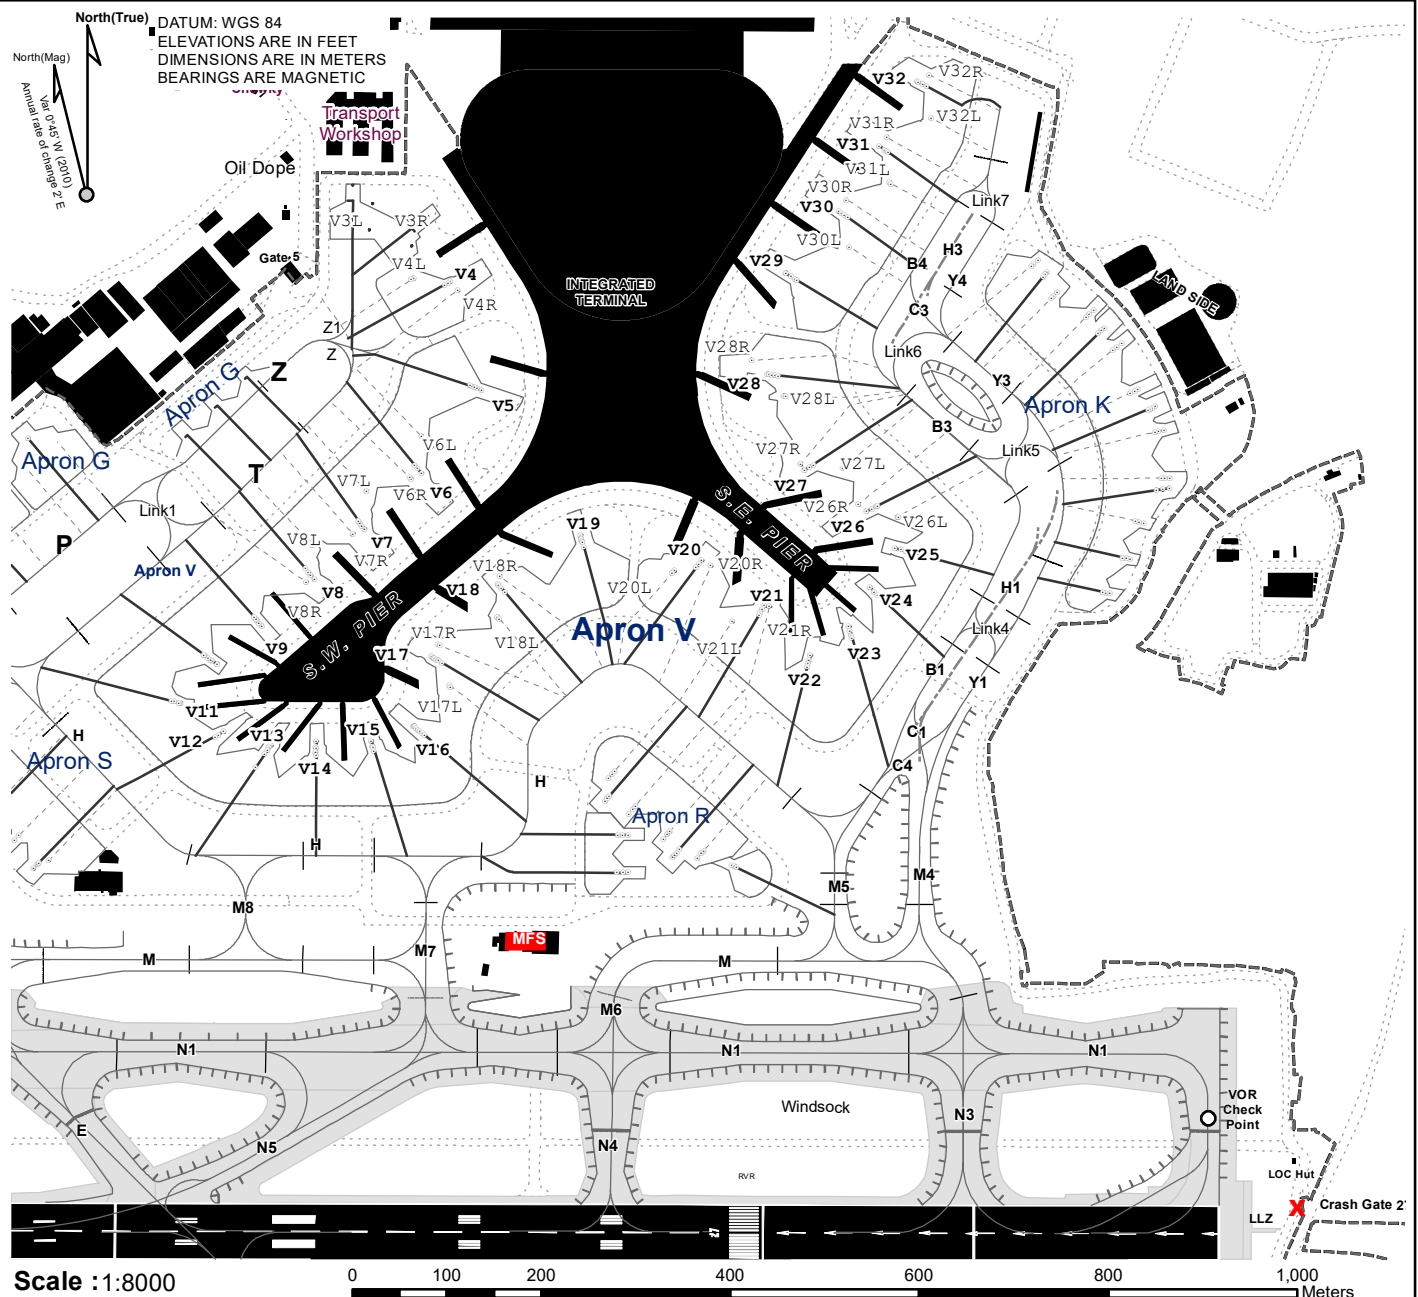 North(True)
DATUM: WGS 84
ELEVATIONS ARE IN FEET
DIMENSIONS ARE IN METERS
BEARINGS ARE MAGNETIC
North(Mag)
Var 0°45' W (2010)
Annual rate of change 2' E
Transport
Workshop
Oil Dope
Gate 5
V3L
V3R
V4L
V4
V4R
Z1
Z
Z
Apron G
Apron G
V5
V6L
V6R
V6
V7L
V7
V7R
V8L
V8
V8R
V9
T
P
Link1
Apron V
INTEGRATED
TERMINAL
V32
V32R
V32L
V31R
V31
V31L
V30R
V30
V30L
V29
Link7
H3
B4
Y4
C3
Link6
LAND SIDE
V28R
V28
V28L
Y3
Apron K
B3
Link5
V27R
V27L
V27
V26R
V26
V26L
V25
S.E. PIER
V24
V23
V22
V21R
V21
V21L
V20R
V20
V20L
V19
V18R
V18
V18L
S.W. PIER
V17R
V17
V17L
V16
V15
V14
V13
V12
V11
Apron V
H1
Link4
B1
Y1
C1
C4
H
Apron S
H
H
Apron R
M8
M7
M5
M4
MFS
M
M
M6
N1
N1
N1
E
N5
N4
N3
Windsock
VOR
Check
Point
RVR
LOC Hut
X
Crash Gate 27
LLZ
27
Scale : 1:8000
0 100 200 400 600 800 1,000
Meters